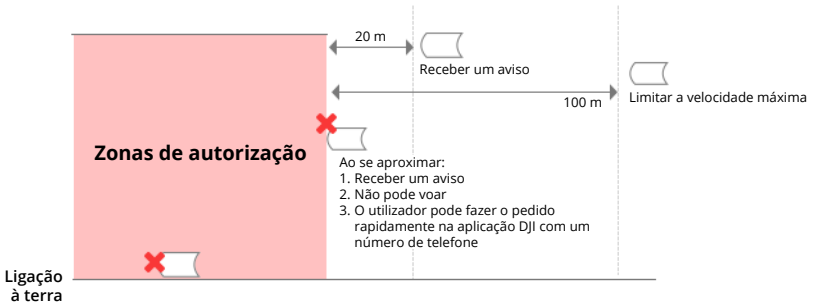 20 m
Receber um aviso
100 m
Limitar a velocidade máxima
Zonas de autorização
Ao se aproximar:
1. Receber um aviso
2. Não pode voar
3. O utilizador pode fazer o pedido
rapidamente na aplicação DJI com um
número de telefone
Ligação
à terra